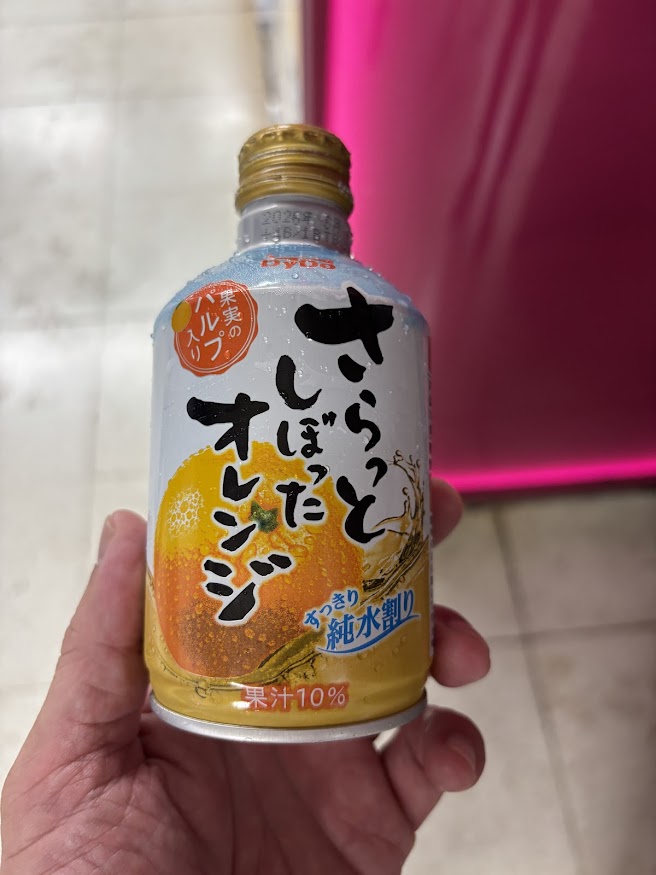 DyDo
果実の
パルプ
入り
さらっと
しぼった
オレンジ
すっきり
純水割り
果汁10%